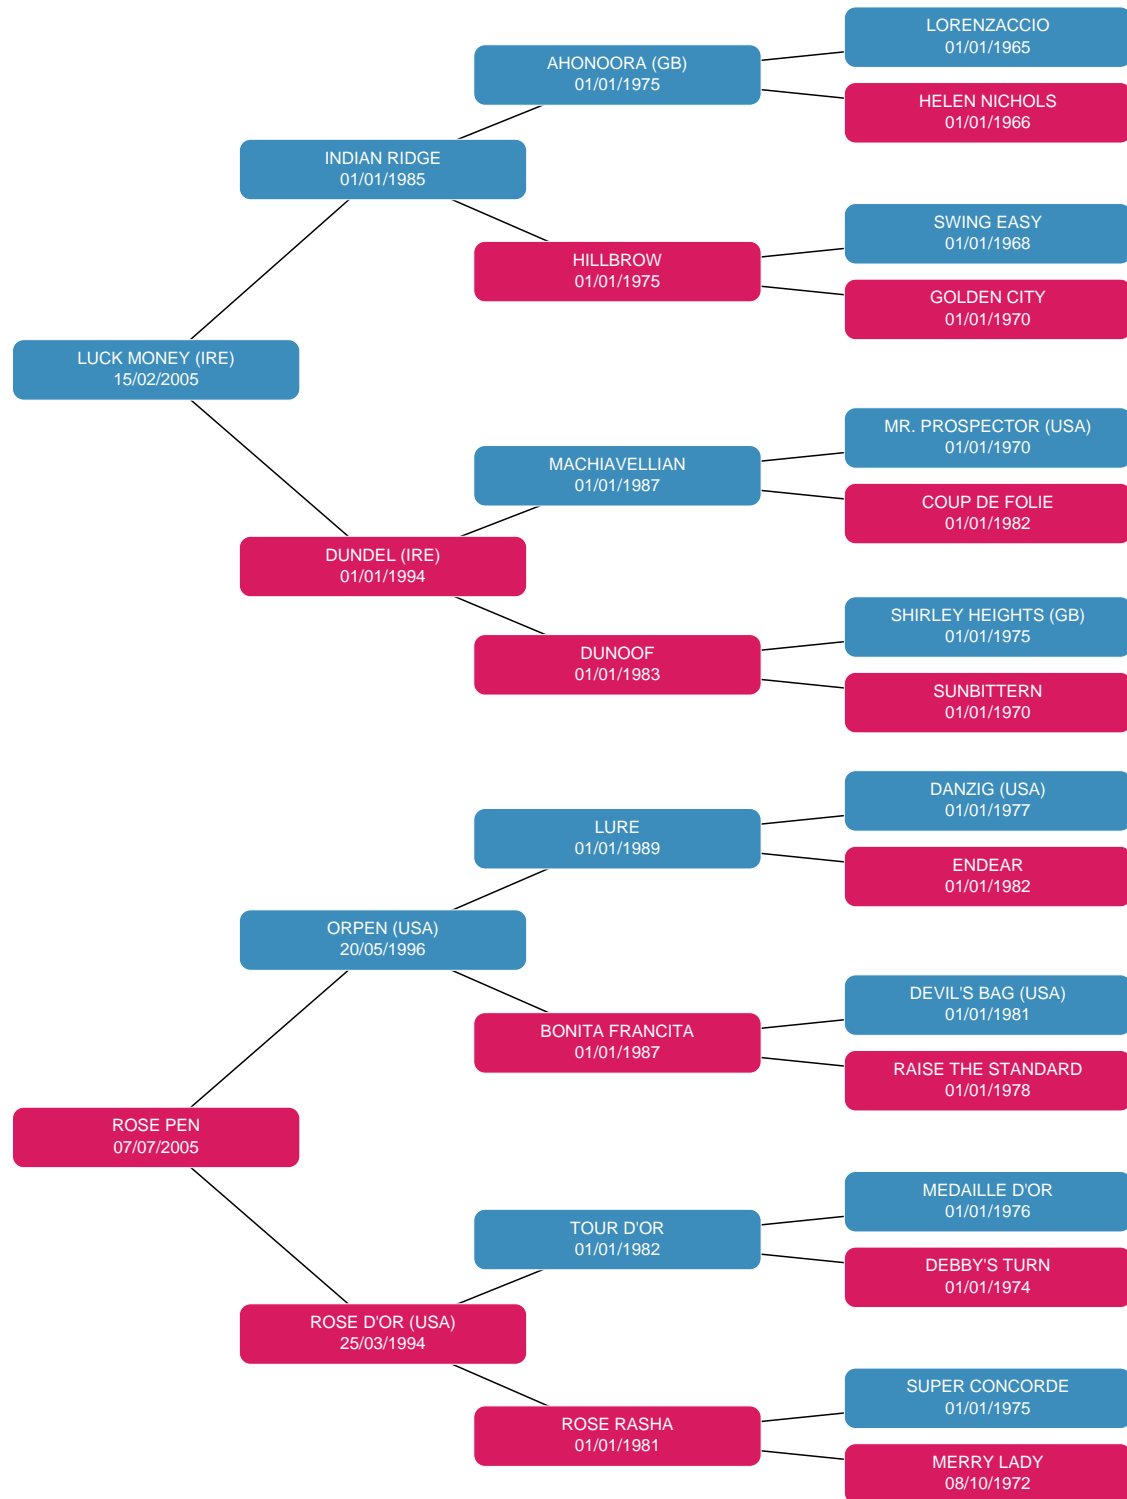 LORENZACCIO
01/01/1965
AHONOORA (GB)
01/01/1975
HELEN NICHOLS
01/01/1966
INDIAN RIDGE
01/01/1985
SWING EASY
01/01/1968
HILLBROW
01/01/1975
GOLDEN CITY
01/01/1970
LUCK MONEY (IRE)
15/02/2005
MR. PROSPECTOR (USA)
01/01/1970
MACHIAVELLIAN
01/01/1987
COUP DE FOLIE
01/01/1982
DUNDEL (IRE)
01/01/1994
SHIRLEY HEIGHTS (GB)
01/01/1975
DUNOOF
01/01/1983
SUNBITTERN
01/01/1970
DANZIG (USA)
01/01/1977
LURE
01/01/1989
ENDEAR
01/01/1982
ORPEN (USA)
20/05/1996
DEVIL'S BAG (USA)
01/01/1981
BONITA FRANCITA
01/01/1987
RAISE THE STANDARD
01/01/1978
ROSE PEN
07/07/2005
MEDAILLE D'OR
01/01/1976
TOUR D'OR
01/01/1982
DEBBY'S TURN
01/01/1974
ROSE D'OR (USA)
25/03/1994
SUPER CONCORDE
01/01/1975
ROSE RASHA
01/01/1981
MERRY LADY
08/10/1972